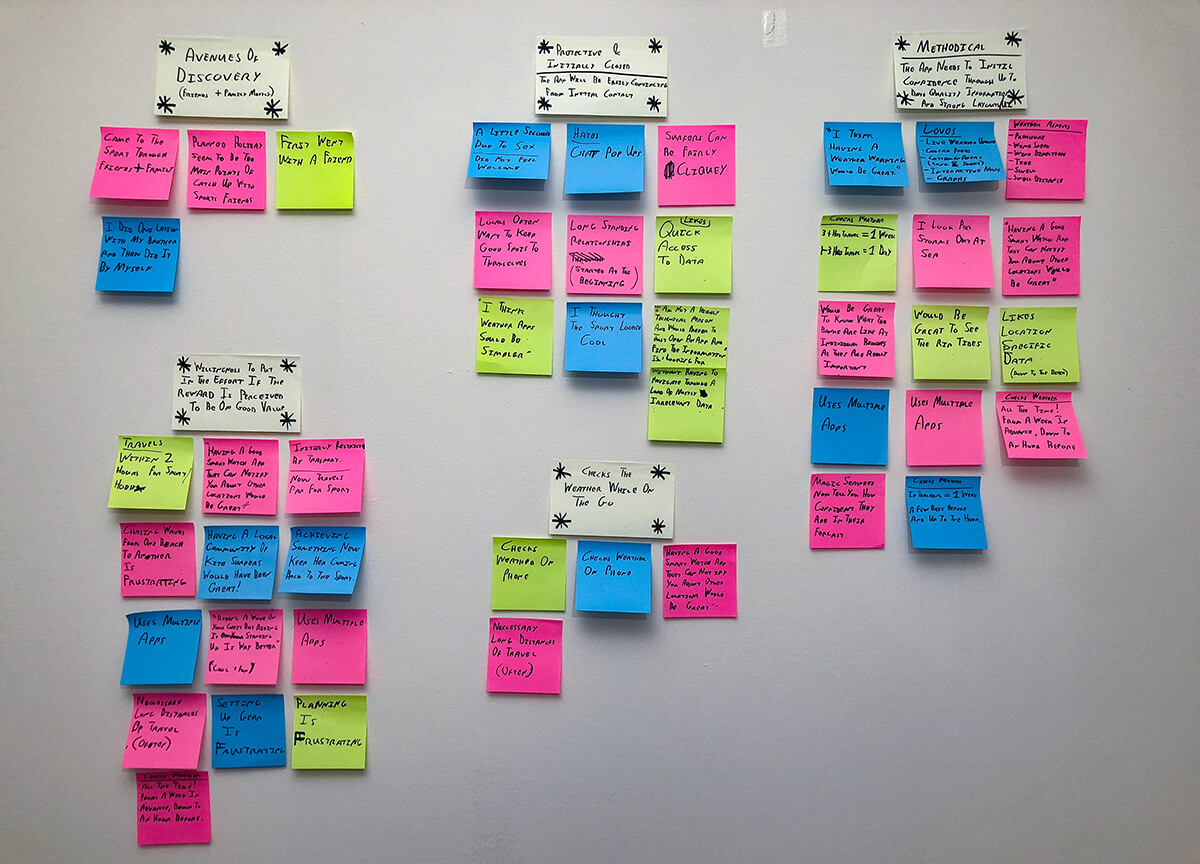 AVENUES OF
DISCOVERY
(FRIENDS + FAMILY MOSTLY)
CAME TO THE
SPORT THROUGH
FRIENDS + FAMILY
PLANNED HOLIDAY
SEEM TO BE THE
MAIN POINTS OF
CATCH UP WITH
SPORTS FRIENDS
FIRST WENT
WITH A FRIEND
I DID ONE LESSON
WITH MY BROTHER
AND THEN DID IT
BY MYSELF
WILLINGNESS TO PUT
IN THE EFFORT IF THE
REWARD IS PERCEIVED
TO BE OF GOOD VALUE
TRAVELS
WITHIN 2
HOURS FOR SPORT/
HOBBY
HAVING A GOOD
SMART WATCH APP
THAT CAN NOTIFY
YOU ABOUT OTHER
LOCATIONS WOULD
BE GREAT"
INITIALLY RESTRICTED
BY TRANSPORT.
NOW TRAVELS
FAR FOR SPORT
CHASING WAVES
FROM ONE BEACH
TO ANOTHER
IS
FRUSTRATING
HAVING A LOCAL
COMMUNITY OF
KITE SURFERS
WOULD HAVE BEEN
GREAT!
ACHIEVING
SOMETHING NEW
KEEP HER COMING
BACK TO THE SPORT.
USES MULTIPLE
APPS
"RIDING A WAVE ON
YOUR CHEST BUT RIDING
IS STANDING
UP IS WAY BETTER"
(COOL + FUN)
USES MULTIPLE
APPS
NECESSARY
LONG DISTANCES
OF TRAVEL
(OFTEN)
SETTING
UP GEAR
IS
FRUSTRATING
PLANNING
IS
FRUSTRATING
CHECKS WEATHER
ALL THE TIME!
FROM A WEEK IN
ADVANCE, DOWN TO
AN HOUR BEFORE.
PROTECTIVE &
INITIALLY CLOSED
THE APP WILL BE EASILY CONVINCING
FROM INITIAL CONTACT
A LITTLE SECLUDED
DUE TO SEX
DID NOT FEEL
WELCOME
HATES
CHAT POP UPS
SURFERS CAN
BE FAIRLY
CLIQUEY
LOCALS OFTEN
WANT TO KEEP
GOOD SPOTS TO
THEMSELVES
LONG STANDING
RELATIONSHIPS
(STARTED AT THE
BEGINNING)
LIKES
QUICK
ACCESS
TO DATA
"I THINK
WEATHER APPS
SOULD BE
SIMPLER"
I THOUGHT
THE SPORT LOOKED
COOL
I AM NOT A HIGHLY
TECHNICAL PERSON
AND WOULD PREFER TO
JUST OPEN AN APP AND
FIND THE INFORMATION
IM LOOKING FOR
WITHOUT HAVING TO
NAVIGATE THROUGH A
LOAD OF MOSTLY
IRRELEVANT DATA
CHECKS THE
WEATHER WHILE ON
THE GO
CHECKS
WEATHER ON
PHONE
CHECKS WEATHER
ON PHONE
HAVING A GOOD
SMART WATCH APP
THAT CAN NOTIFY
YOU ABOUT OTHER
LOCATIONS WOULD
BE GREAT"
NECCESSARY
LONG DISTANCES
OF TRAVEL
(OFTEN)
METHODICAL
THE APP NEEDS TO INSTIL
CONFIDENCE THROUGH UP TO
DATE QUALITY INFORMATION
AND STRONG LAYOUT/UI
"I THINK
HAVING A
WEATHER WARNING
WOULD BE GREAT."
LOVES
- LIVE WEATHER UPDATES
- CAMERA FEEDS
- INTERACTIVE MAPS
- GRAPHS
WEATHER ASPECTS
- PRESSURE
- WIND SPEED
- WIND DIRECTION
- TIDE
- SWELL
- SWELL DISTANCE
CHECKS WEATHER
3+ HRS TRAVEL = 1 WEEK
1-3 HRS TRAVEL = 1 DAY
I LOOK FOR
STORMS OUT AT
SEA
"HAVING A GOOD
SMART WATCH APP
THAT CAN NOTIFY
YOU ABOUT OTHER
LOCATIONS WOULD
BE GREAT"
WOULD BE GREAT
TO KNOW WHAT THE
BANKS ARE LIKE AT
INDIVIDUAL BEACHES
AS THEY ARE ABOUT
IMPORTANT
WOULD BE
GREAT TO SEE
THE RIP TIDES
LIKES
LOCATION
SPECIFIC
DATA
(DOWN TO THE BEACH)
USES MULTIPLE
APPS
USES MULTIPLE
APPS
CHECKS WEATHER
ALL THE TIME!
FROM A WEEK IN
ADVANCE, DOWN TO
AN HOUR BEFORE
MAGIC SEAWEED
NOW TELL YOU HOW
CONFIDENT THEY
ARE IN THEIR
FORECAST
CHECKS WEATHER
= 1 WEEK
A FEW DAYS BEFORE
AND UP TO THE HOUR.